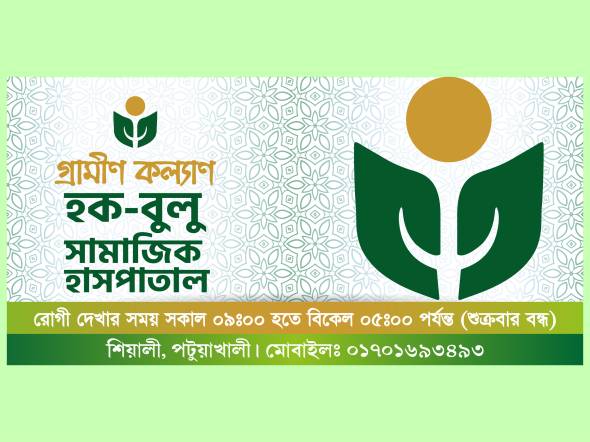 গ্রামীণ কল্যাণ
হক-বুলু
সামাজিক
হাসপাতাল
রোগী দেখার সময় সকাল ০৯ঃ০০ হতে বিকেল ০৫ঃ০০ পর্যন্ত (শুক্রবার বন্ধ)
শিয়ালী, পটুয়াখালী। মোবাইলঃ ০১৭০১৬৯৩৪৯৩